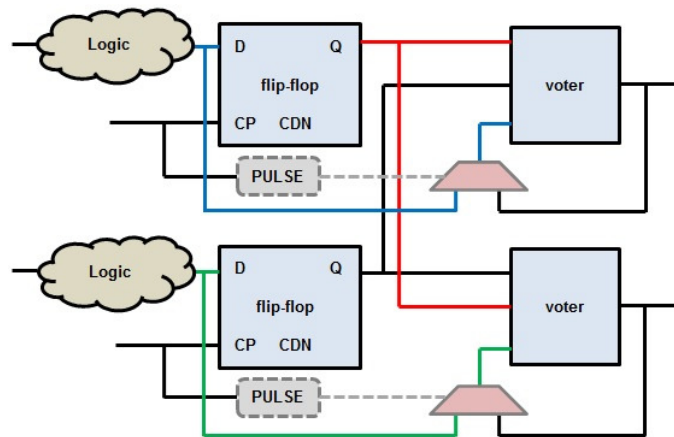 Logic
D Q
flip-flop
CP CDN
voter
PULSE
Logic
D Q
flip-flop
CP CDN
voter
PULSE